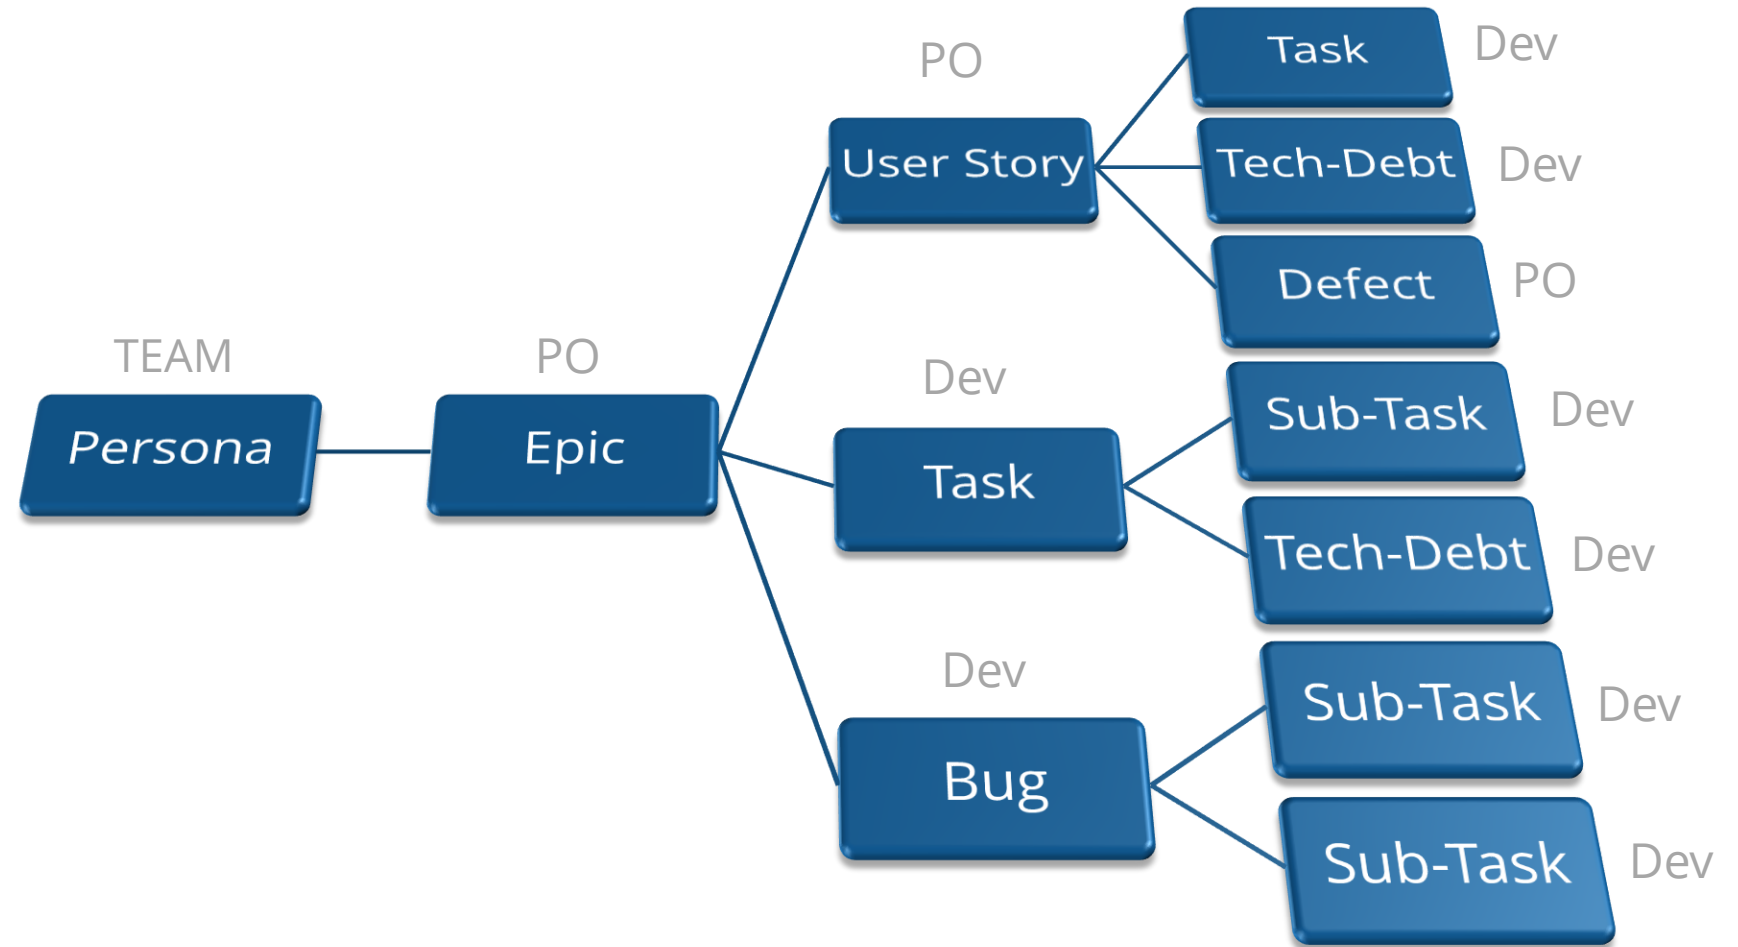 TEAM
Persona
PO
Epic
PO
User Story
Task
Dev
Tech-Debt
Dev
Defect
PO
Dev
Task
Sub-Task
Dev
Tech-Debt
Dev
Dev
Bug
Sub-Task
Dev
Sub-Task
Dev